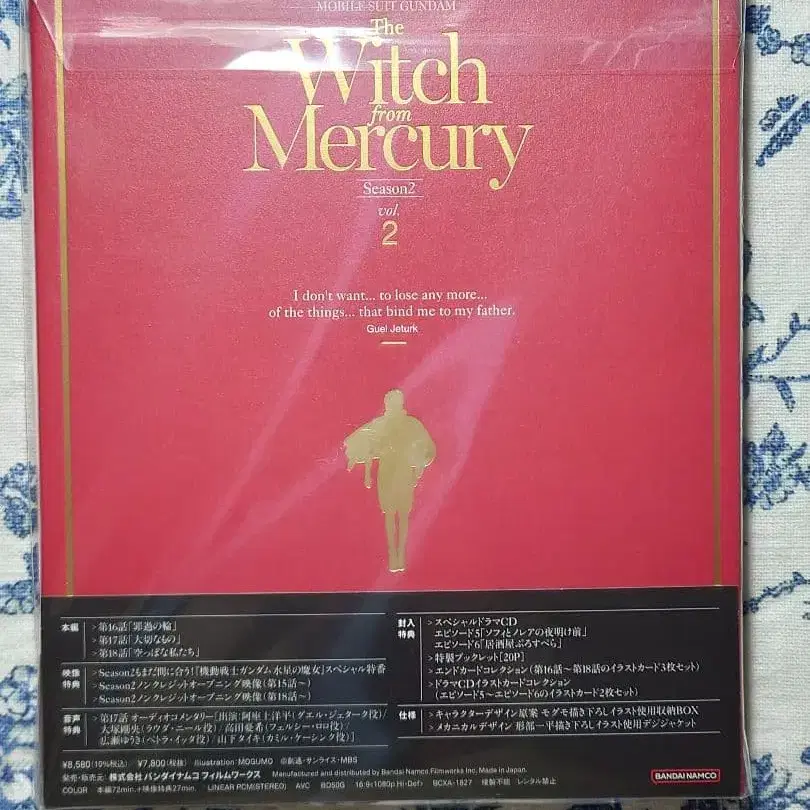 MOBILE SUIT GUNDAM
The
Witch
from
Mercury
Season2
vol.
2
I don't want... to lose any more...
of the things... that bind me to my father.
Guel Jeturk
本編
>第16話「罪過の輪」
>第17話「大切なもの」
>第18話「空っぽな私たち」
映像
特典
>Season2もまだ間に合う!『機動戦士ガンダム 水星の魔女』スペシャル特番
>Season2ノンクレジットオープニング映像(第15話〜)
>Season2ノンクレジットオープニング映像(第18話〜)
音声
特典
>第17話 オーディオコメンタリー[出演:阿座上洋平(グエル・ジェターク役)/
大塚剛央(ラウダ・ニール役)/高田憂希(フェルシー・ロロ役)/
広瀬ゆうき(ペトラ・イッタ役)/山下タイキ(カミル・ケーシンク役)]
封入
特典
>スペシャルドラマCD
エピソード5「ソフィとノレアの夜明け前」
エピソード6「居酒屋ぷろすぺら」
>特製ブックレット[20P]
>エンドカードコレクション(第16話〜第18話のイラストカード3枚セット)
>ドラマCDイラストカードコレクション
(エピソード5〜エピソード6のイラストカード2枚セット)
仕様
>キャラクターデザイン原案 モグモ描き下ろしイラスト使用収納BOX
>メカニカルデザイン 形部一平描き下ろしイラスト使用デジジャケット
¥8,580(10%税込) ¥7,800(税抜) Illustration:MOGUMO ©創通・サンライズ・MBS
発売・販売元:株式会社 バンダイナムコ フィルムワークス Manufactured and distributed by Bandai Namco Filmworks Inc. Made in Japan.
COLOR 本編72min.+映像特典27min. LINEAR PCM(STEREO) AVC BD50G 16:9<1080p Hi-Def> BCXA-1827 複製不能 レンタル禁止
BANDAI NAMCO